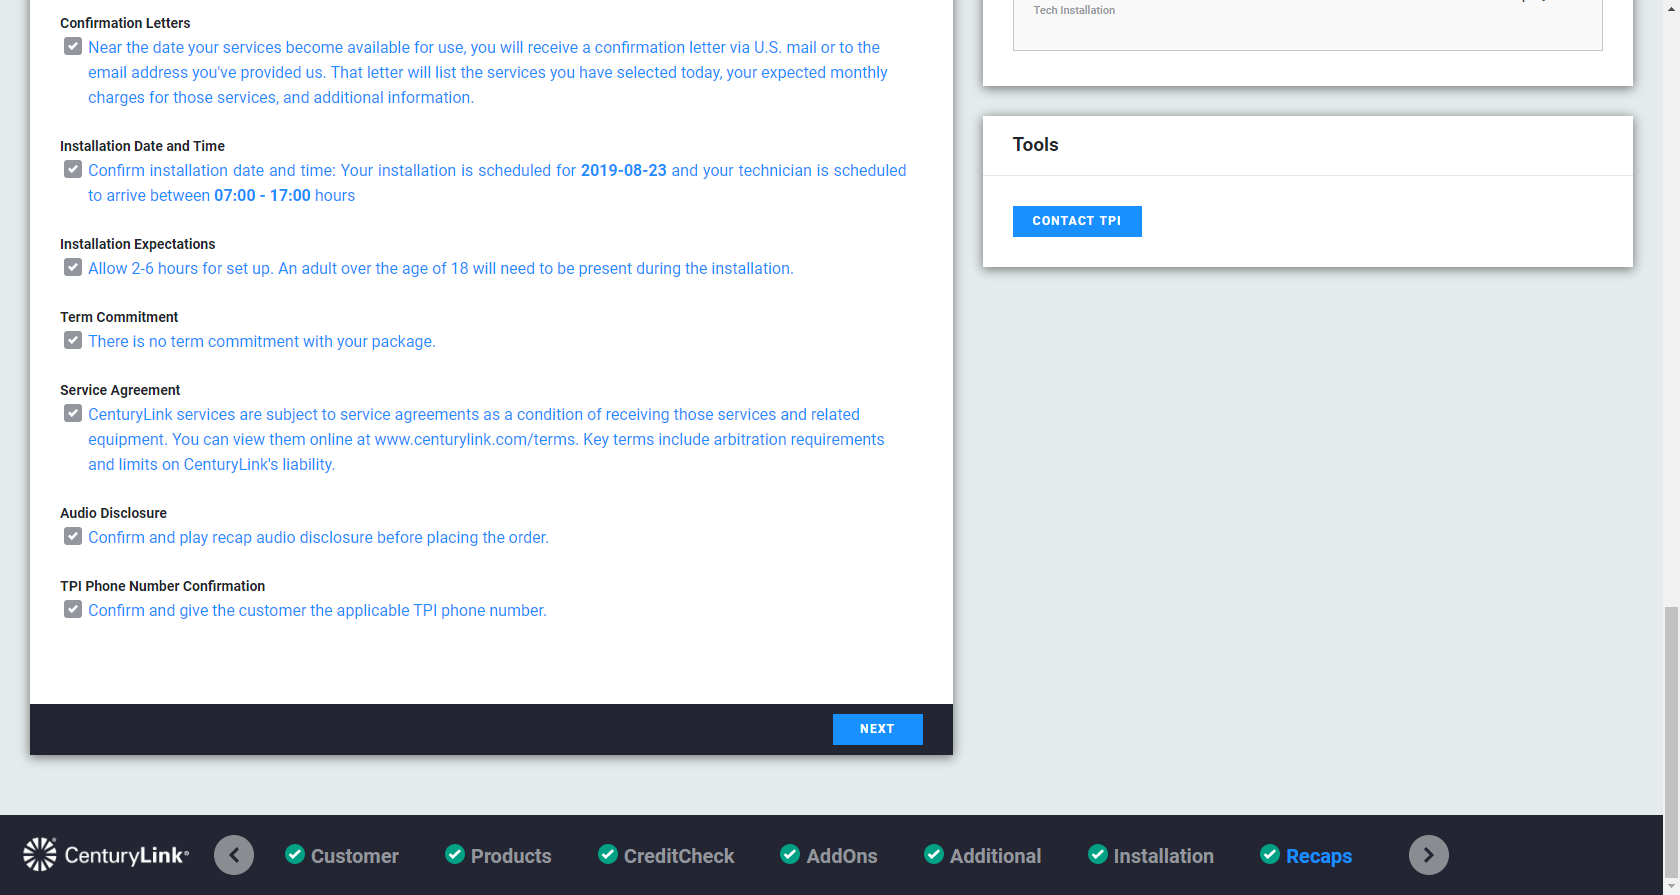 Confirmation Letters
Near the date your services become available for use, you will receive a confirmation letter via U.S. mail or to the
email address you've provided us. That letter will list the services you have selected today, your expected monthly
charges for those services, and additional information.
Installation Date and Time
Confirm installation date and time: Your installation is scheduled for 2019-08-23 and your technician is scheduled
to arrive between 07:00 - 17:00 hours
Installation Expectations
Allow 2-6 hours for set up. An adult over the age of 18 will need to be present during the installation.
Term Commitment
There is no term commitment with your package.
Service Agreement
CenturyLink services are subject to service agreements as a condition of receiving those services and related
equipment. You can view them online at www.centurylink.com/terms. Key terms include arbitration requirements
and limits on CenturyLink's liability.
Audio Disclosure
Confirm and play recap audio disclosure before placing the order.
TPI Phone Number Confirmation
Confirm and give the customer the applicable TPI phone number.
NEXT
Tech Installation
Tools
CONTACT TPI
CenturyLink®
Customer
Products
CreditCheck
AddOns
Additional
Installation
Recaps